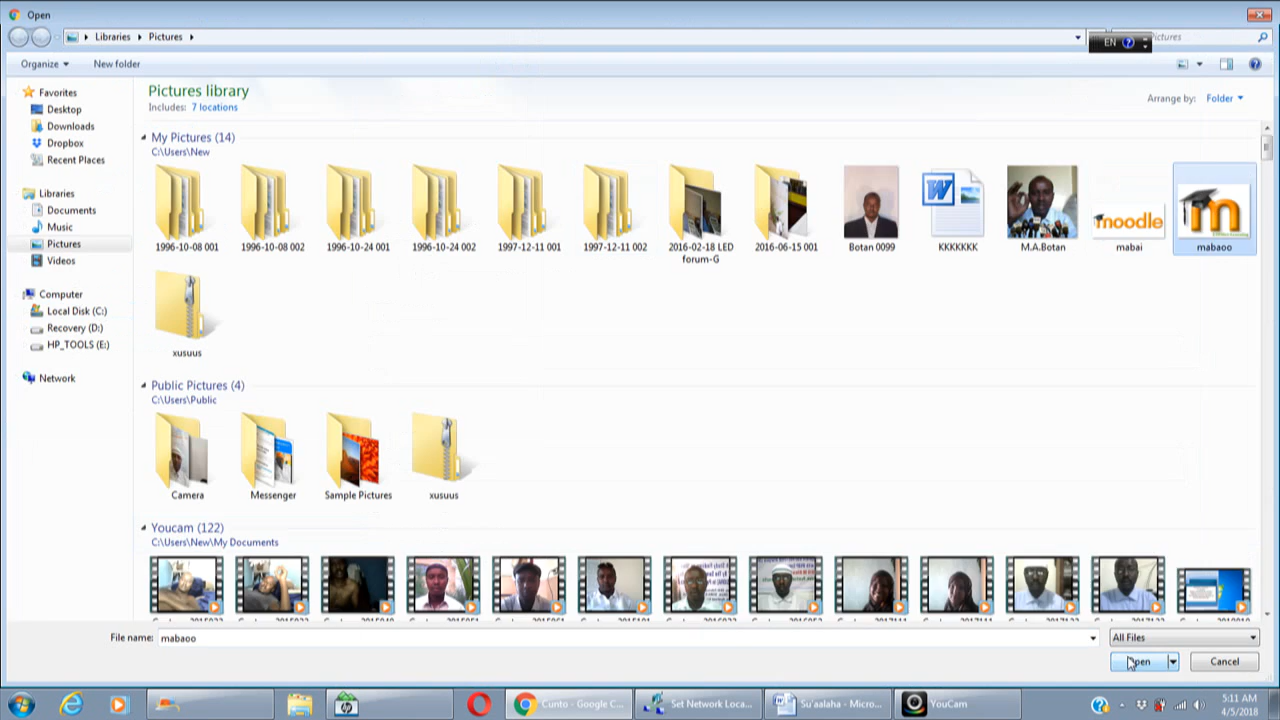 Open
Libraries
Pictures
EN
Pictures
Organize
New folder
Favorites
Desktop
Downloads
Dropbox
Recent Places
Libraries
Documents
Music
Pictures
Videos
Computer
Local Disk (C:)
Recovery (D:)
HP_TOOLS (E:)
Network
Pictures library
Includes: 7 locations
Arrange by: Folder
My Pictures (14)
C:\Users\New
moodle
m
1996-10-08 001
1996-10-08 002
1996-10-24 001
1996-10-24 002
1997-12-11 001
1997-12-11 002
2016-02-18 LED
forum-G
2016-06-15 001
Botan 0099
KKKKKKK
M.A.Botan
mabai
mabaoo
xusuus
Public Pictures (4)
C:\Users\Public
Camera
Messenger
Sample Pictures
xusuus
Youcam (122)
C:\Users\New\My Documents
File name: mabaoo
All Files
Open
Cancel
Cunto - Google C...
Set Network Loca...
Su'aalaha - Micro...
YouCam
5:11 AM
4/5/2018